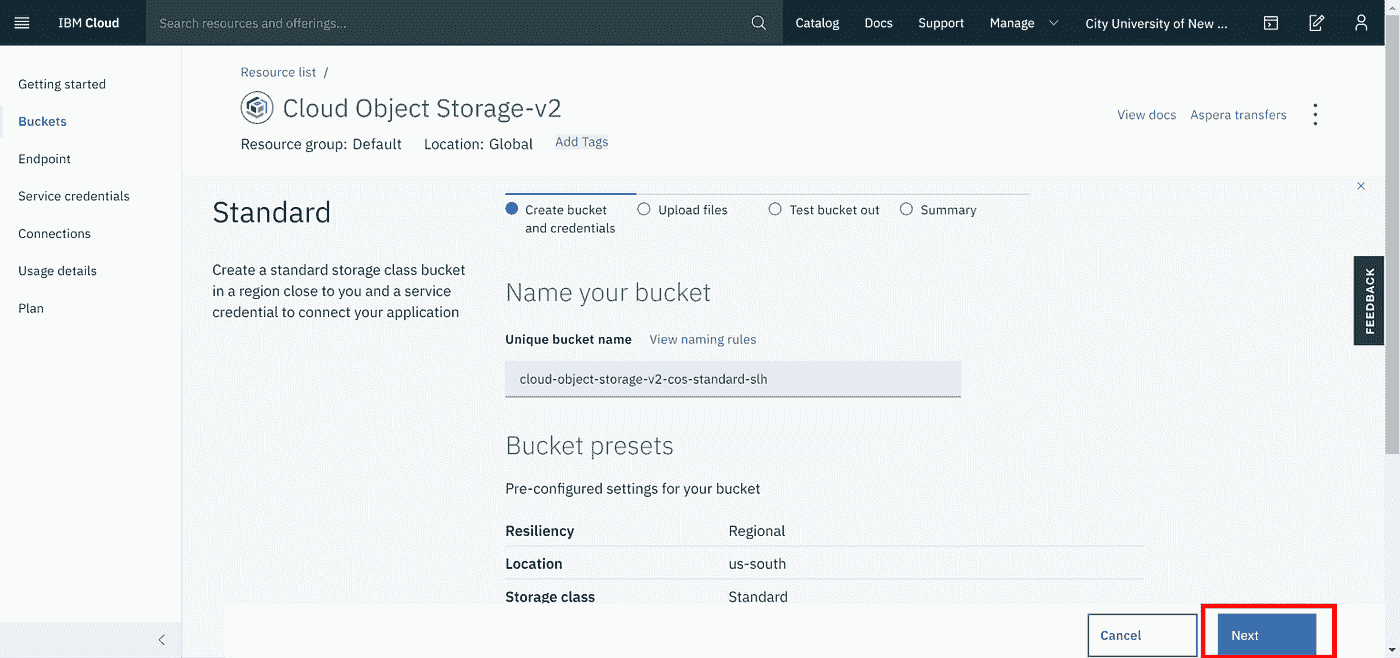 IBM Cloud
Search resources and offerings...
Catalog
Docs
Support
Manage
City University of New ...
Getting started
Buckets
Endpoint
Service credentials
Connections
Usage details
Plan
Resource list /
Cloud Object Storage-v2
Resource group: Default Location: Global Add Tags
View docs Aspera transfers
Standard
Create a standard storage class bucket
in a region close to you and a service
credential to connect your application
Create bucket
and credentials
Upload files
Test bucket out
Summary
Name your bucket
Unique bucket name View naming rules
cloud-object-storage-v2-cos-standard-slh
Bucket presets
Pre-configured settings for your bucket
Resiliency Regional
Location us-south
Storage class Standard
Cancel
Next
FEEDBACK